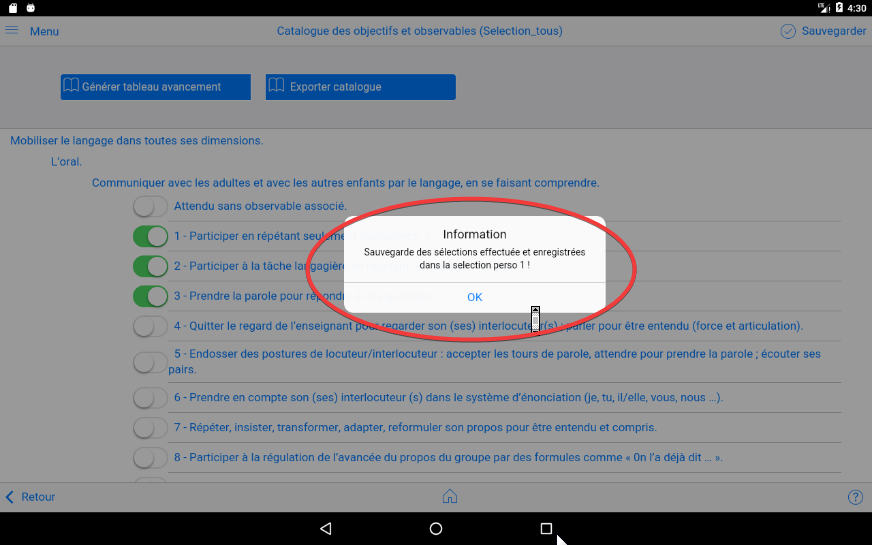 LTE 4:30
Menu
Catalogue des objectifs et observables (Selection_tous)
Sauvegarder
Générer tableau avancement
Exporter catalogue
Mobiliser le langage dans toutes ses dimensions.
L'oral.
Communiquer avec les adultes et avec les autres enfants par le langage, en se faisant comprendre.
Attendu sans observable associé.
1 - Participer en répétant
2 - Participer à la tâche langagière
3 - Prendre la parole pour répondre
Information
Sauvegarde des sélections effectuée et enregistrées
dans la selection perso 1 !
OK
4 - Quitter le regard de l'enseignant pour regarder son (ses) interlocuteur(s) ; parler pour être entendu (force et articulation).
5 - Endosser des postures de locuteur/interlocuteur : accepter les tours de parole, attendre pour prendre la parole ; écouter ses
pairs.
6 - Prendre en compte son (ses) interlocuteur (s) dans le système d'énonciation (je, tu, il/elle, vous, nous …).
7 - Répéter, insister, transformer, adapter, reformuler son propos pour être entendu et compris.
8 - Participer à la régulation de l'avancée du propos du groupe par des formules comme « 0n l'a déjà dit … ».
Retour
?